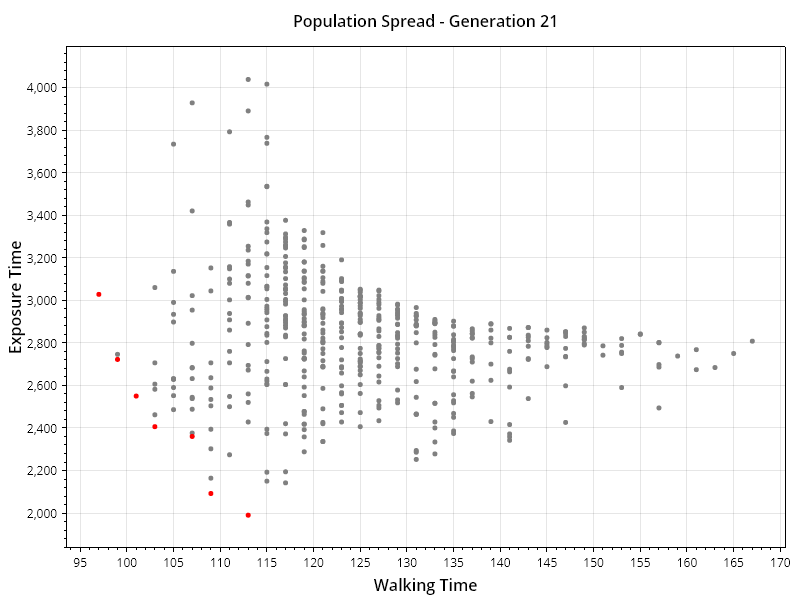 Population Spread - Generation 21
4,000
3,800
3,600
3,400
3,200
3,000
2,800
2,600
2,400
2,200
2,000
Exposure Time
95 100 105 110 115 120 125 130 135 140 145 150 155 160 165 170
Walking Time